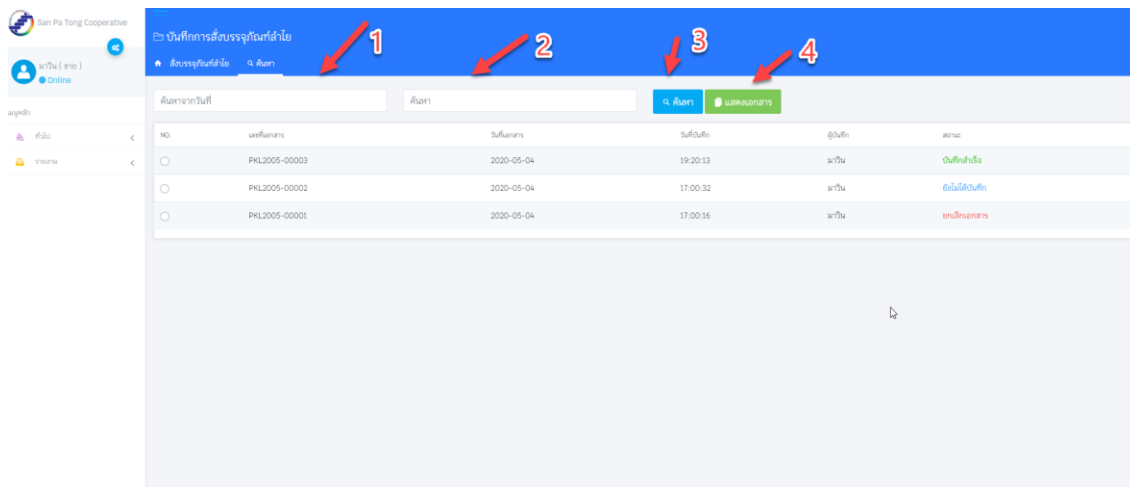 San Pa Tong Cooperative
มาวิน ( ชาย )
Online
เมนูหลัก
ทั่วไป
รายงาน
บันทึกการสั่งบรรจุภัณฑ์ลำไย
สั่งบรรจุภัณฑ์ลำไย ค้นหา
1 2 3 4
ค้นหาจากวันที่ ค้นหา ค้นหา แสดงเอกสาร
NO. เลขที่เอกสาร วันที่เอกสาร วันที่บันทึก ผู้บันทึก สถานะ
PKL2005-00003 2020-05-04 19:20:13 มาวิน บันทึกสำเร็จ
PKL2005-00002 2020-05-04 17:00:32 มาวิน ยังไม่ได้บันทึก
PKL2005-00001 2020-05-04 17:00:16 มาวิน ยกเลิกเอกสาร